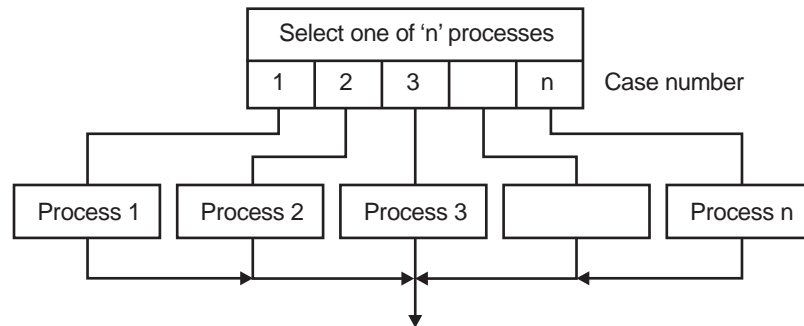 Select one of ‘n’ processes
1 2 3 n Case number
Process 1 Process 2 Process 3 Process n